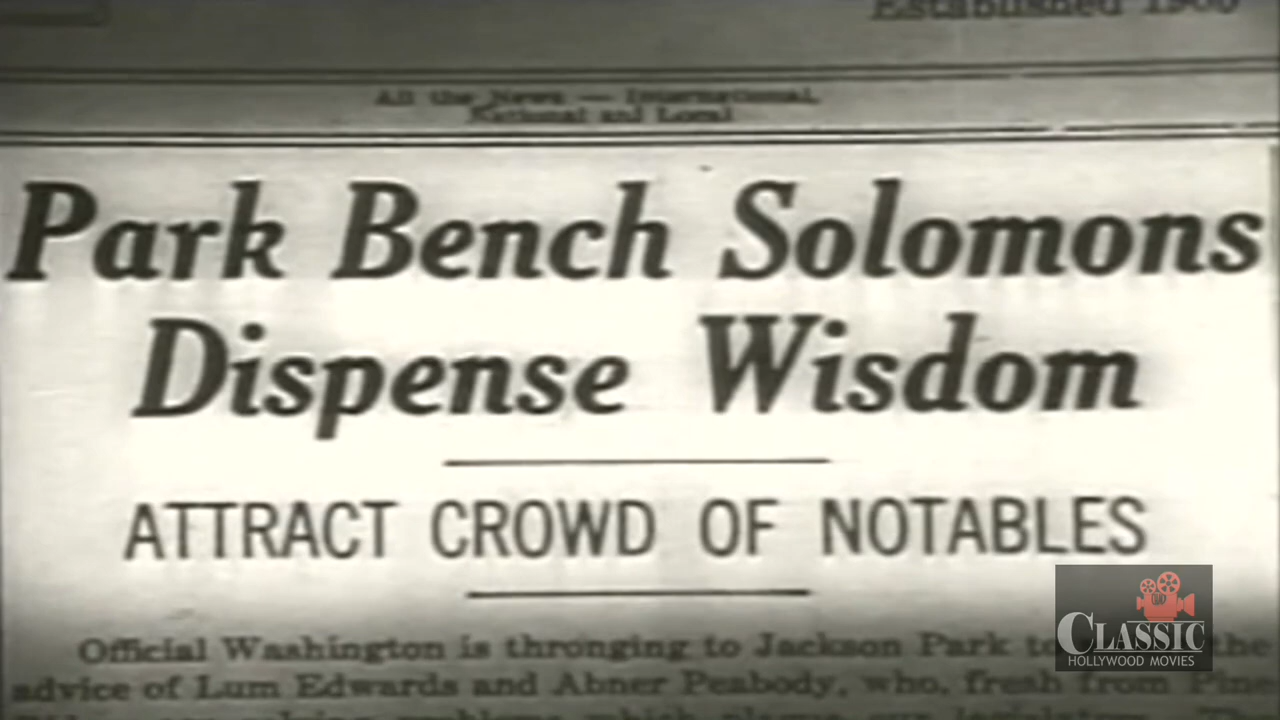 Established 1900
All the News — International,
National and Local
Park Bench Solomons
Dispense Wisdom
ATTRACT CROWD OF NOTABLES
Official Washington is thronging to Jackson Park to the
advice of Lum Edwards and Abner Peabody, who, fresh from Pine
CLASSIC
HOLLYWOOD MOVIES